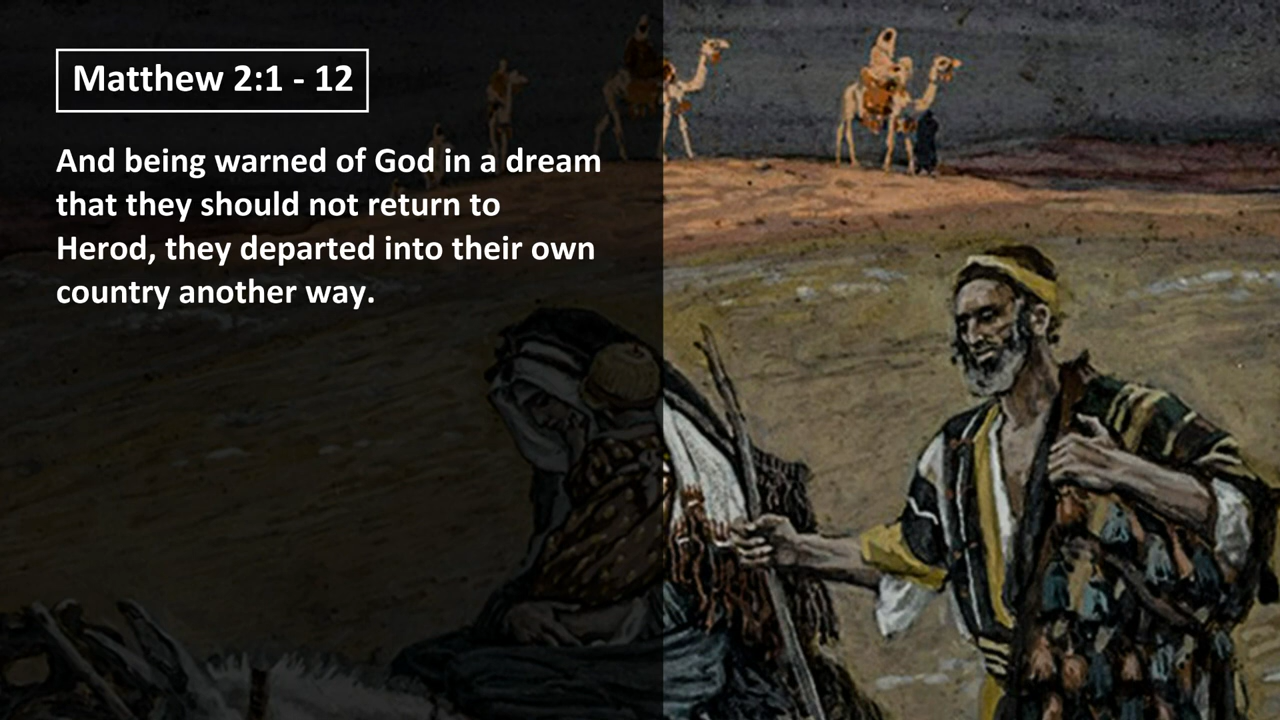 Matthew 2:1 - 12
And being warned of God in a dream
that they should not return to
Herod, they departed into their own
country another way.